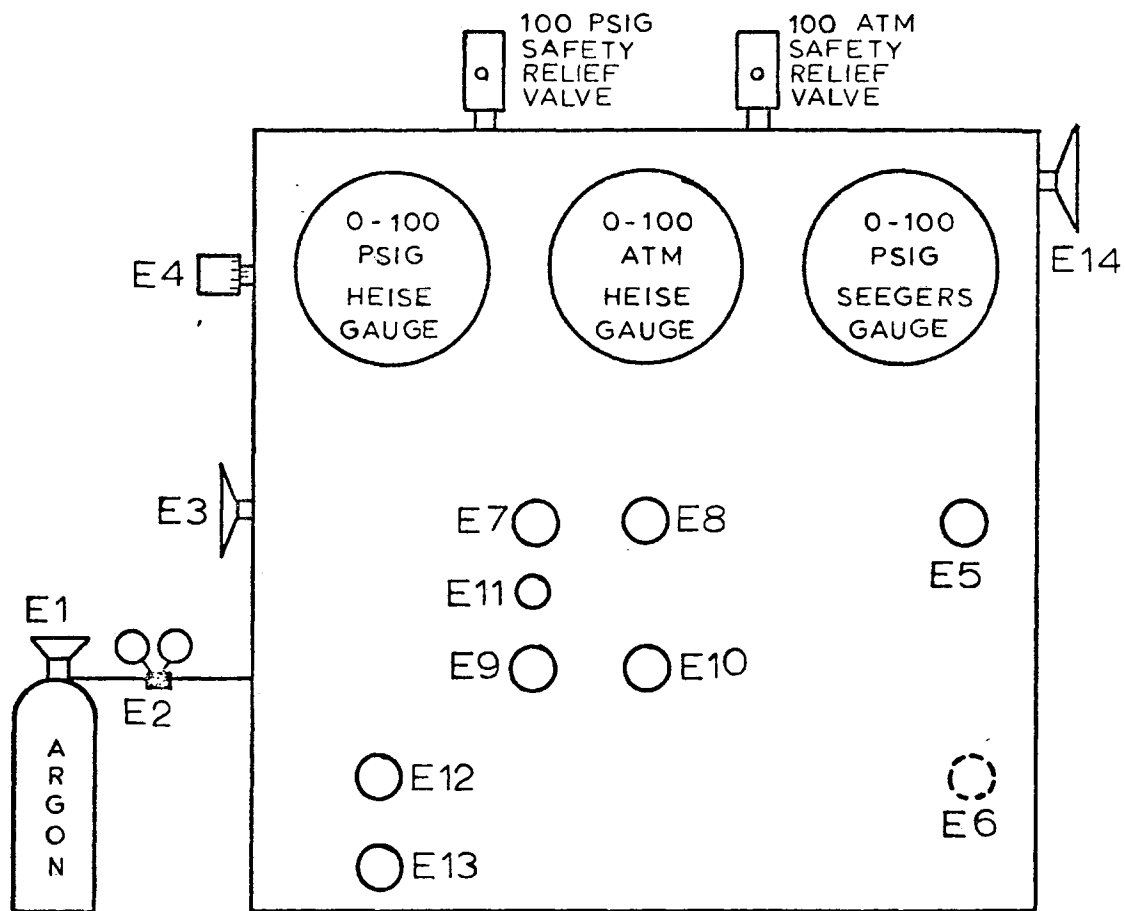 100 PSIG
SAFETY
RELIEF
VALVE
100 ATM
SAFETY
RELIEF
VALVE
0-100
PSIG
HEISE
GAUGE
0-100
ATM
HEISE
GAUGE
0-100
PSIG
SEEGERS
GAUGE
E4
E14
E3
E7
E8
E5
E11
E1
E9
E10
E2
ARGON
E12
E6
E13